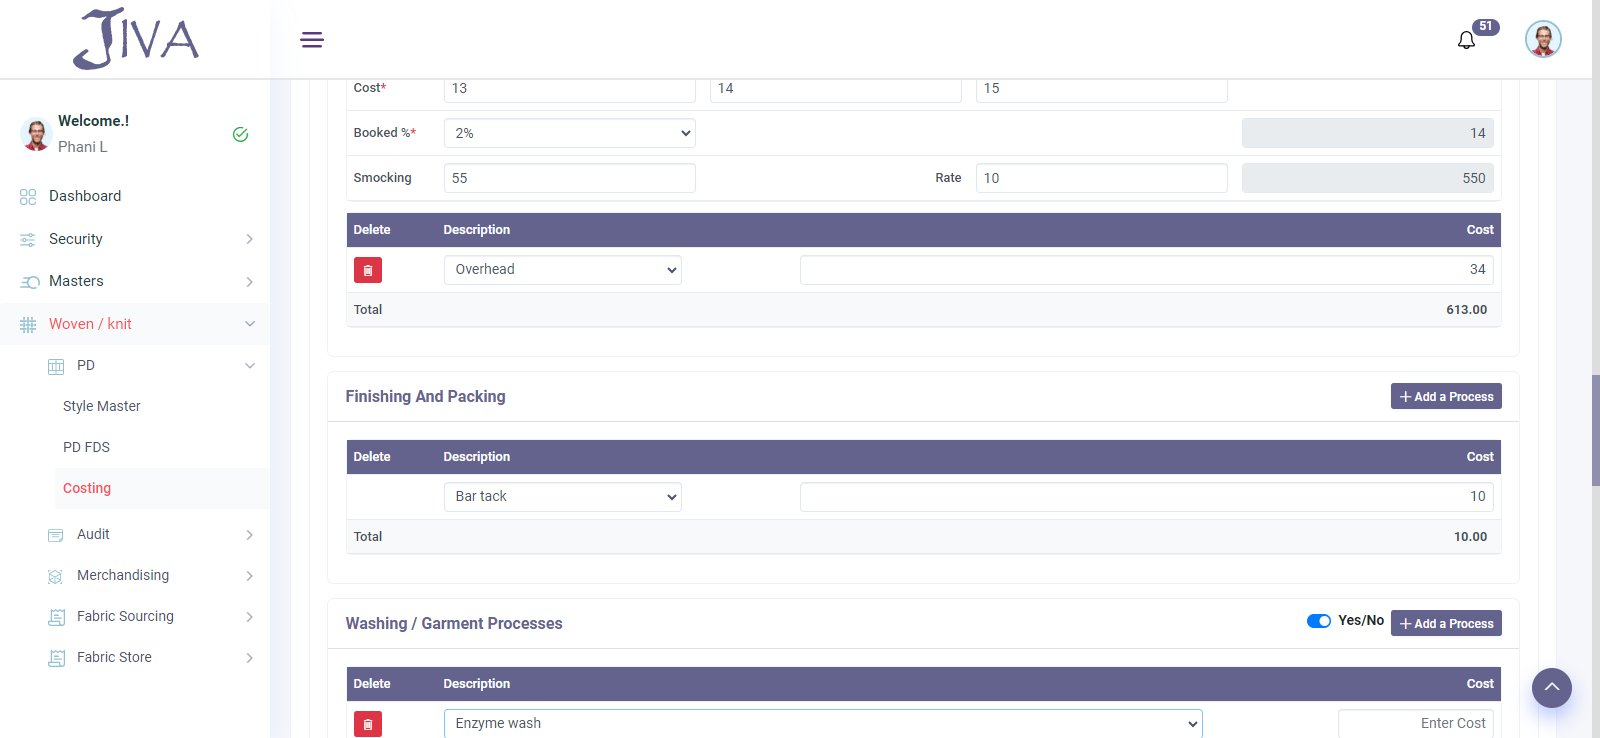 JIVA
51
Welcome.!
Phani L
Dashboard
Security
Masters
Woven / knit
PD
Style Master
PD FDS
Costing
Audit
Merchandising
Fabric Sourcing
Fabric Store
Cost* 13 14 15
Booked %* 2% 14
Smocking 55 Rate 10 550
Delete Description Cost
Overhead 34
Total 613.00
Finishing And Packing + Add a Process
Delete Description Cost
Bar tack 10
Total 10.00
Washing / Garment Processes Yes/No + Add a Process
Delete Description Cost
Enzyme wash Enter Cost